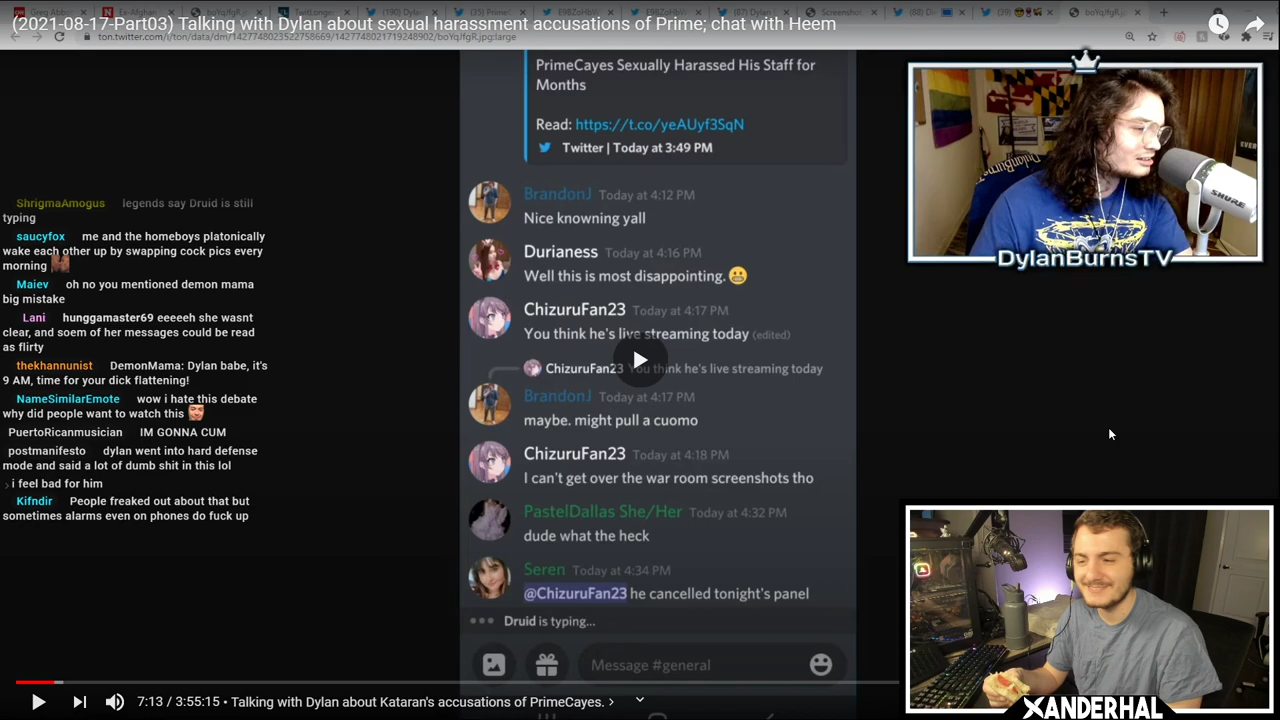 (2021-08-17-Part03) Talking with Dylan about sexual harassment accusations of Prime; chat with Heem
ton.twitter.com/i/ton/data/dm/1427748023522758669/1427748021719248902/boYqJfgR.jpg:large
PrimeCayes Sexually Harassed His Staff for
Months
Read: https://t.co/yeAUyf3SqN
Twitter | Today at 3:49 PM
BrandonJ Today at 4:12 PM
Nice knowning yall
Durianess Today at 4:16 PM
Well this is most disappointing.😬
ChizuruFan23 Today at 4:17 PM
You think he's live streaming today (edited)
ChizuruFan23 You think he's live streaming today
BrandonJ Today at 4:17 PM
maybe. might pull a cuomo
ChizuruFan23 Today at 4:18 PM
I can't get over the war room screenshots tho
PastelDallas She/Her Today at 4:32 PM
dude what the heck
Seren Today at 4:34 PM
@ChizuruFan23 he cancelled tonight's panel
Druid is typing...
Message #general
ShrigmaAmogus legends say Druid is still
typing
saucyfox me and the homeboys platonically
wake each other up by swapping cock pics every
morning
Maiev oh no you mentioned demon mama
big mistake
Lani hunggamaster69 eeeeeh she wasnt
clear, and soem of her messages could be read
as flirty
thekhannunist DemonMama: Dylan babe, it's
9 AM, time for your dick flattening!
NameSimilarEmote wow i hate this debate
why did people want to watch this
PuertoRicanmusician IM GONNA CUM
postmanifesto dylan went into hard defense
mode and said a lot of dumb shit in this lol
> i feel bad for him
Kifndir People freaked out about that but
sometimes alarms even on phones do fuck up
SHURE
DylanBurnsTV
XANDERHAL
7:13 / 3:55:15 • Talking with Dylan about Kataran's accusations of PrimeCayes. >